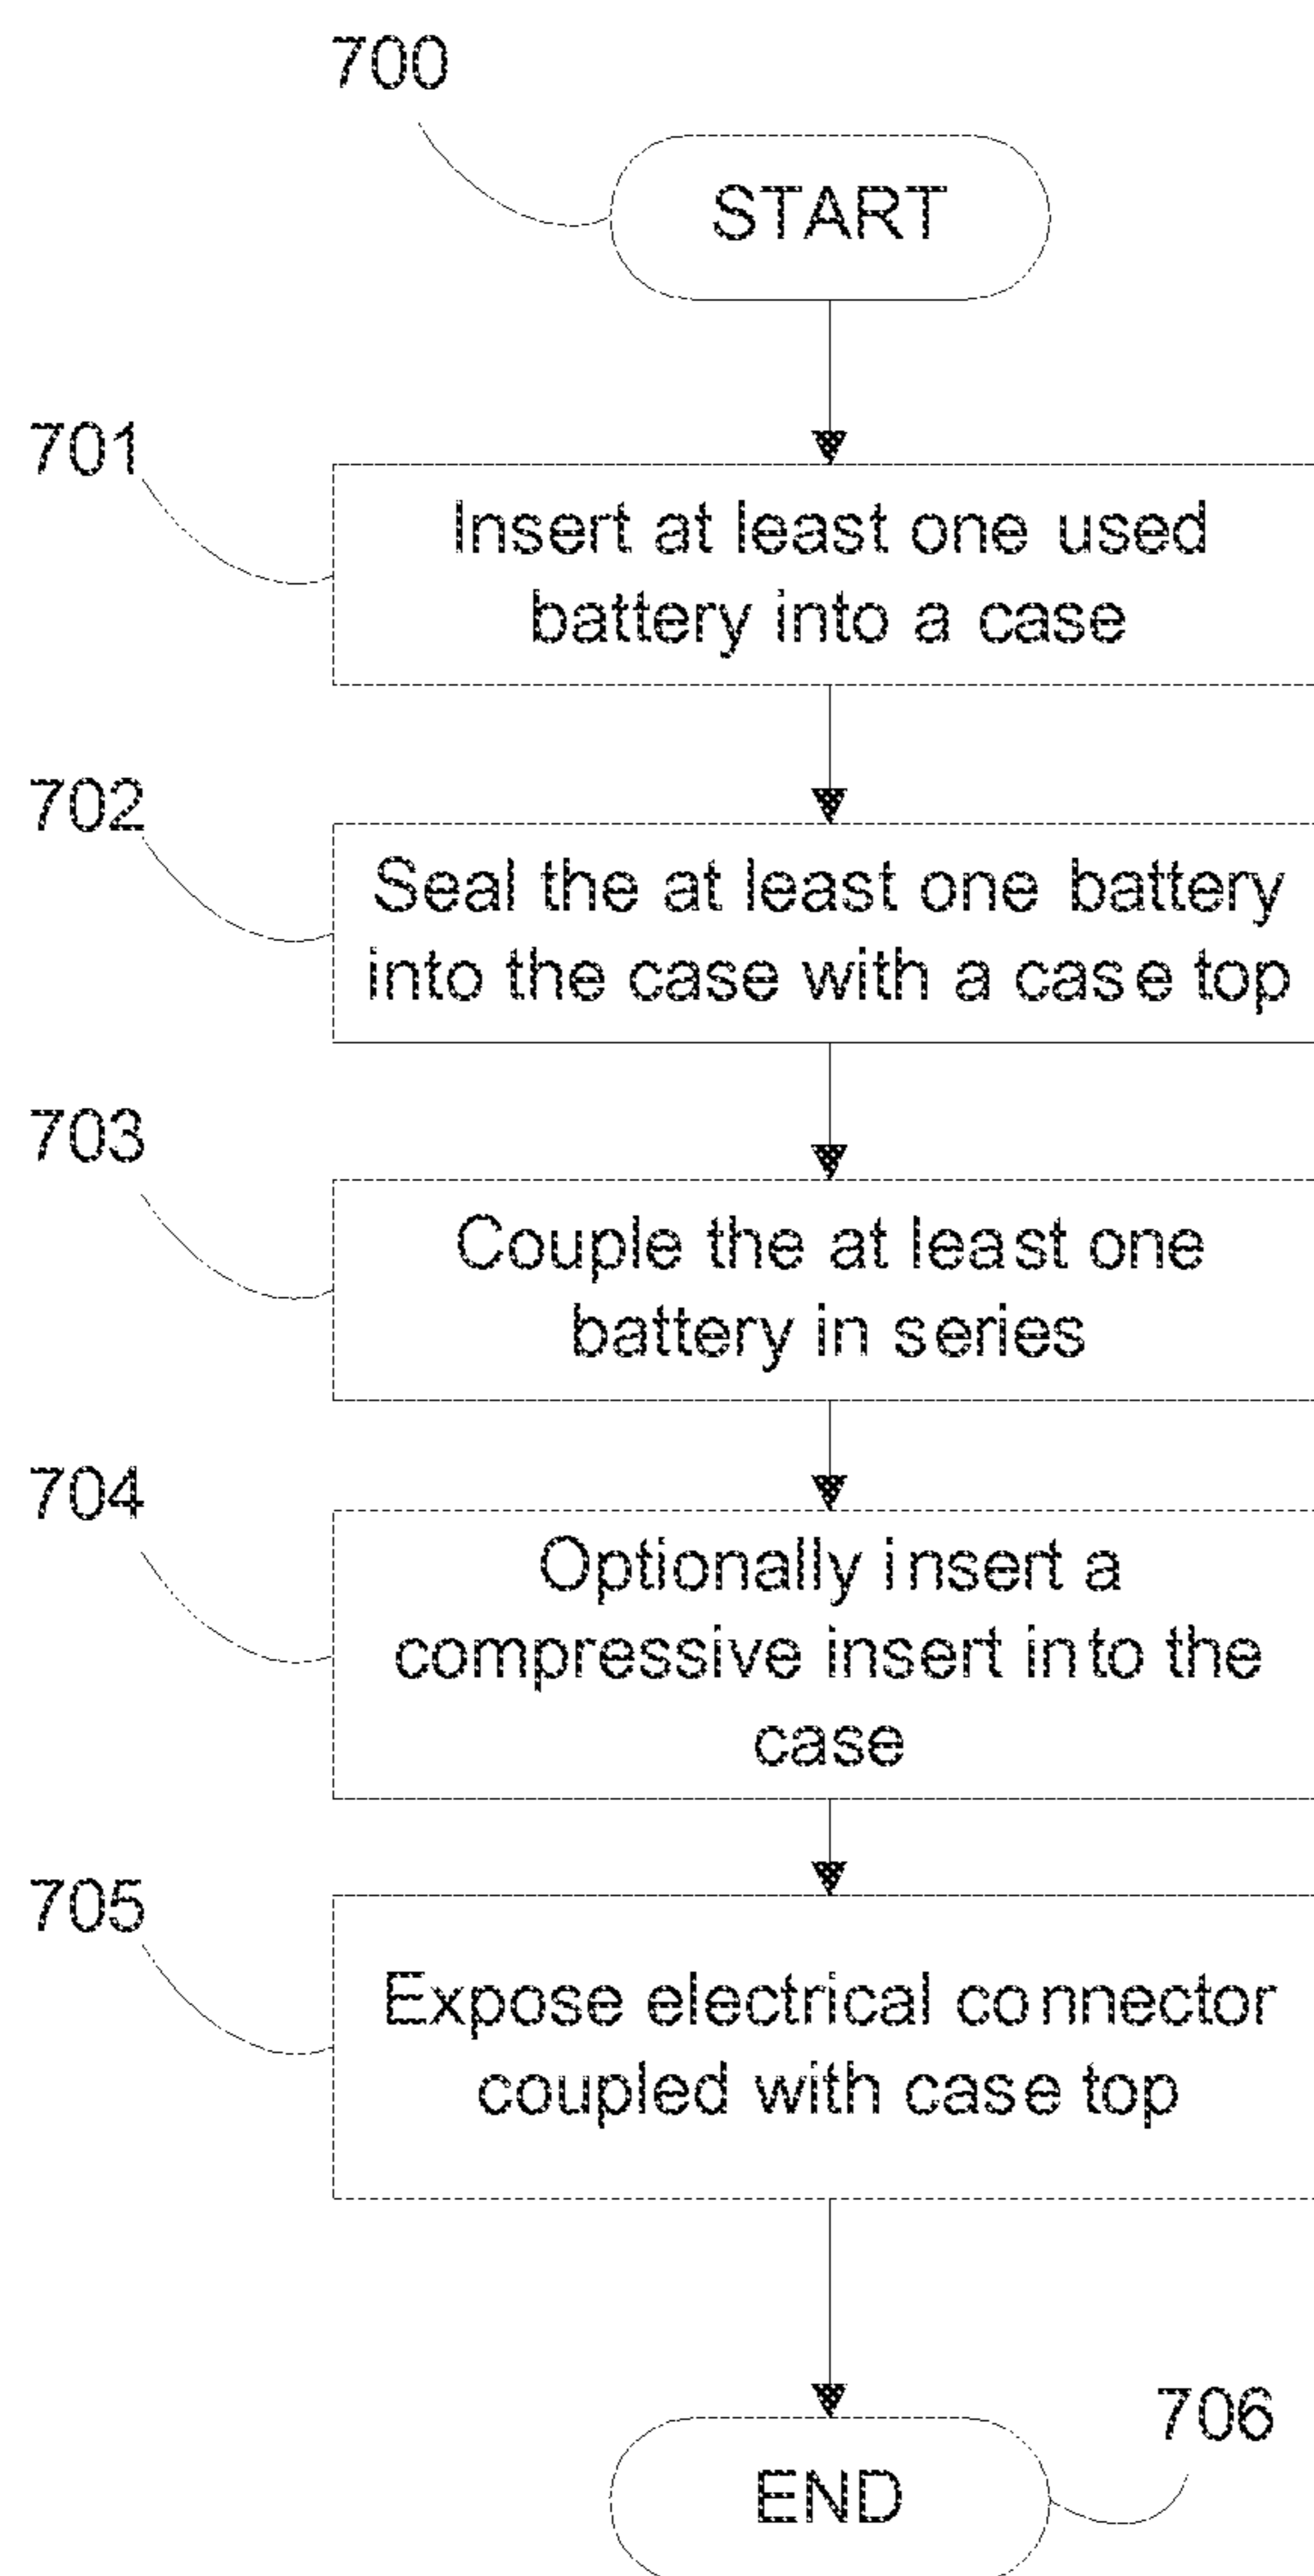 700
START
701
Insert at least one used
battery into a case
702
Seal the at least one battery
into the case with a case top
703
Couple the at least one
battery in series
704
Optionally insert a
compressive insert into the
case
705
Expose electrical connector
coupled with case top
706
END